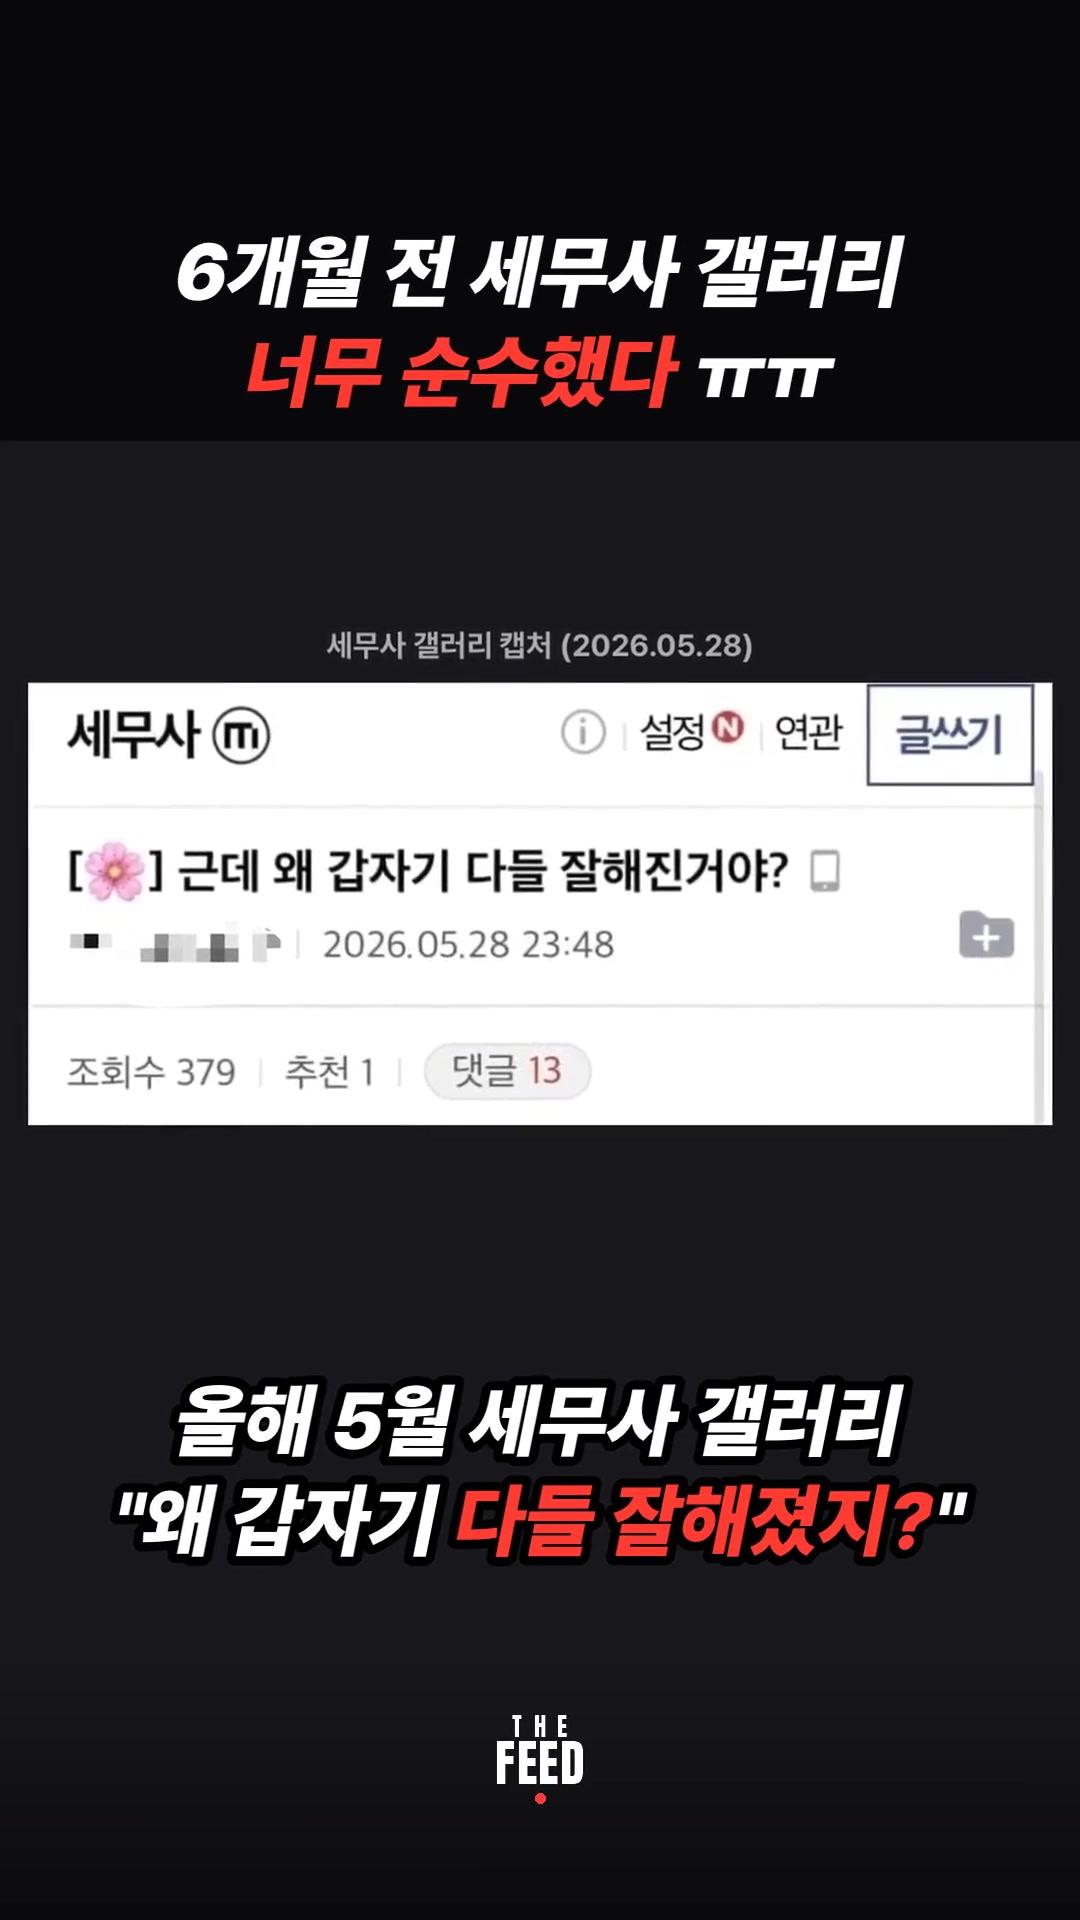 6개월 전 세무사 갤러리
너무 순수했다 ㅠㅠ
세무사 갤러리 캡처 (2026.05.28)
세무사 ⓜ ⓘ 설정 N 연관 글쓰기
[🌸] 근데 왜 갑자기 다들 잘해진거야?
2026.05.28 23:48
조회수 379 추천 1 댓글 13
올해 5월 세무사 갤러리
"왜 갑자기 다들 잘해졌지?"
THE
FEED